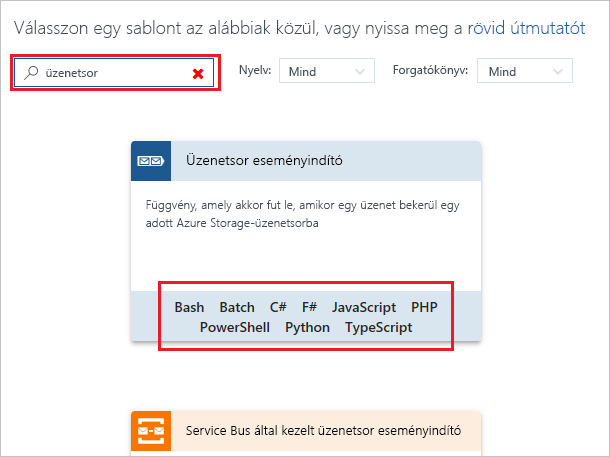 Válasszon egy sablont az alábbiak közül, vagy nyissa meg a rövid útmutatót
üzenetsor Nyelv: Mind Forgatókönyv: Mind
Üzenetsor eseményindító
Függvény, amely akkor fut le, amikor egy üzenet bekerül egy
adott Azure Storage-üzenetsorba
Bash Batch C# F# JavaScript PHP
PowerShell Python TypeScript
Service Bus által kezelt üzenetsor eseményindító